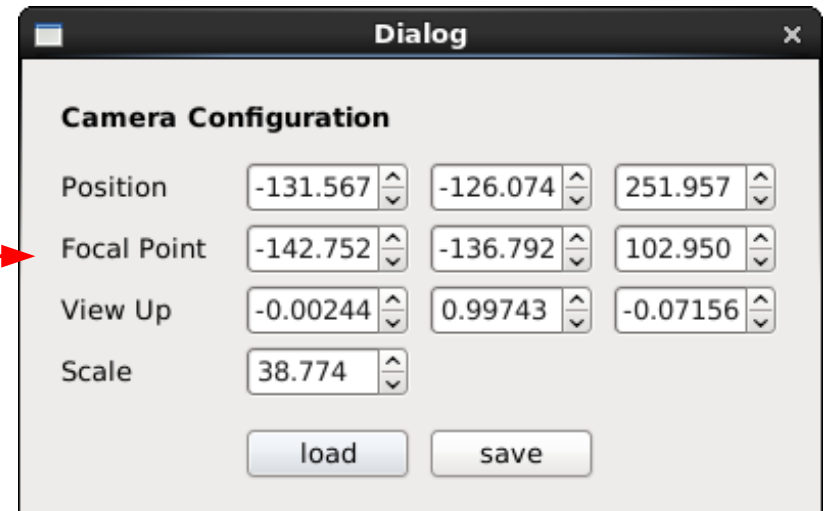 Dialog
Camera Configuration
Position -131.567 -126.074 251.957
Focal Point -142.752 -136.792 102.950
View Up -0.00244 0.99743 -0.07156
Scale 38.774
load save